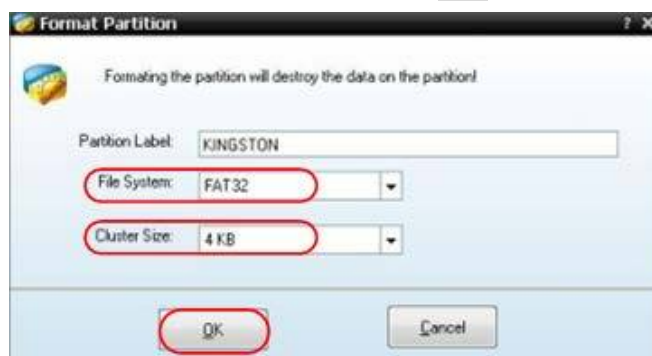 Format Partition ? X
Formating the partition will destroy the data on the partition!
Partition Label: KINGSTON
File System: FAT32
Cluster Size: 4 KB
OK Cancel